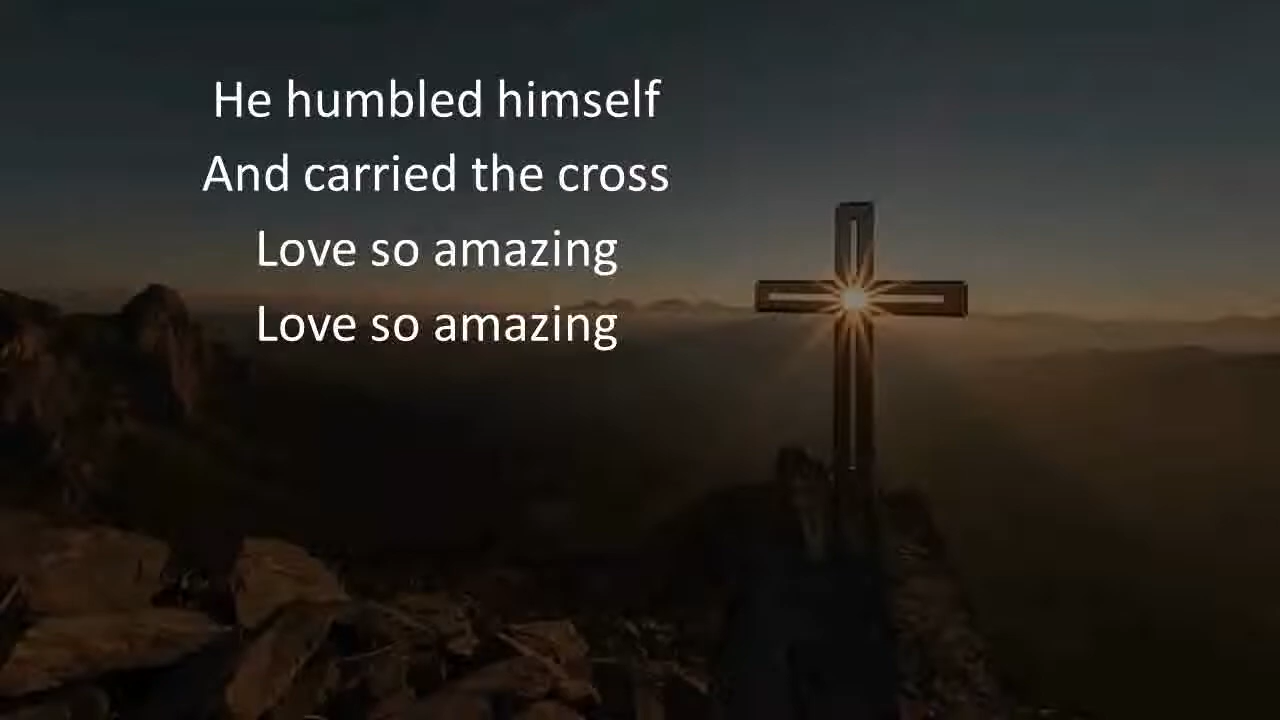 He humbled himself
And carried the cross
Love so amazing
Love so amazing